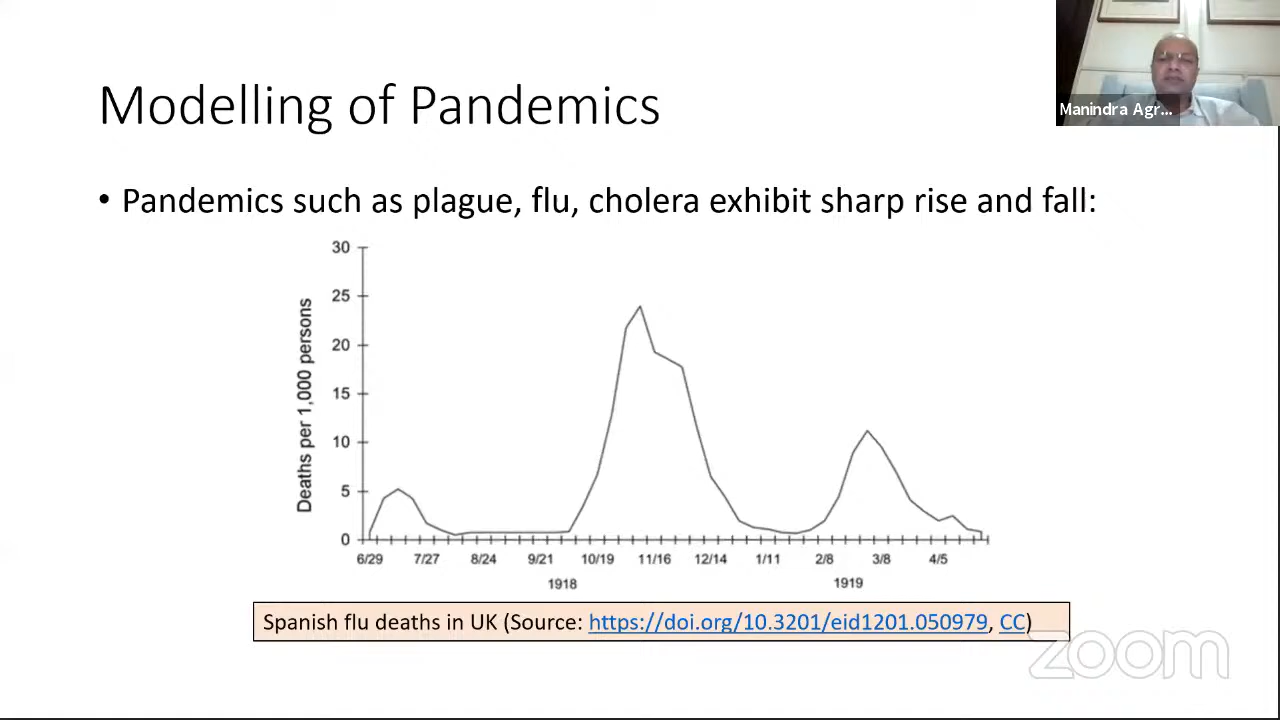 Modelling of Pandemics
Manindra Agr...
• Pandemics such as plague, flu, cholera exhibit sharp rise and fall:
Deaths per 1,000 persons
30
25
20
15
10
5
0
6/29 7/27 8/24 9/21 10/19 11/16 12/14 1/11 2/8 3/8 4/5
1918 1919
Spanish flu deaths in UK (Source: https://doi.org/10.3201/eid1201.050979, CC)
zoom